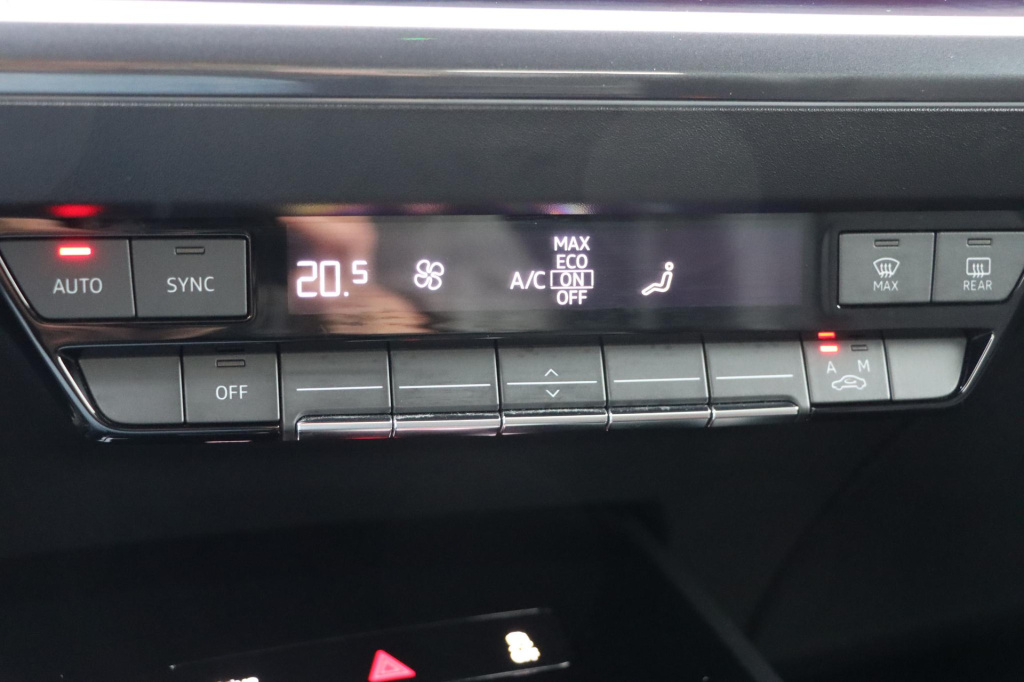 AUTO
SYNC
20.5
A/C
MAX
ECO
ON
OFF
MAX
REAR
OFF
A M